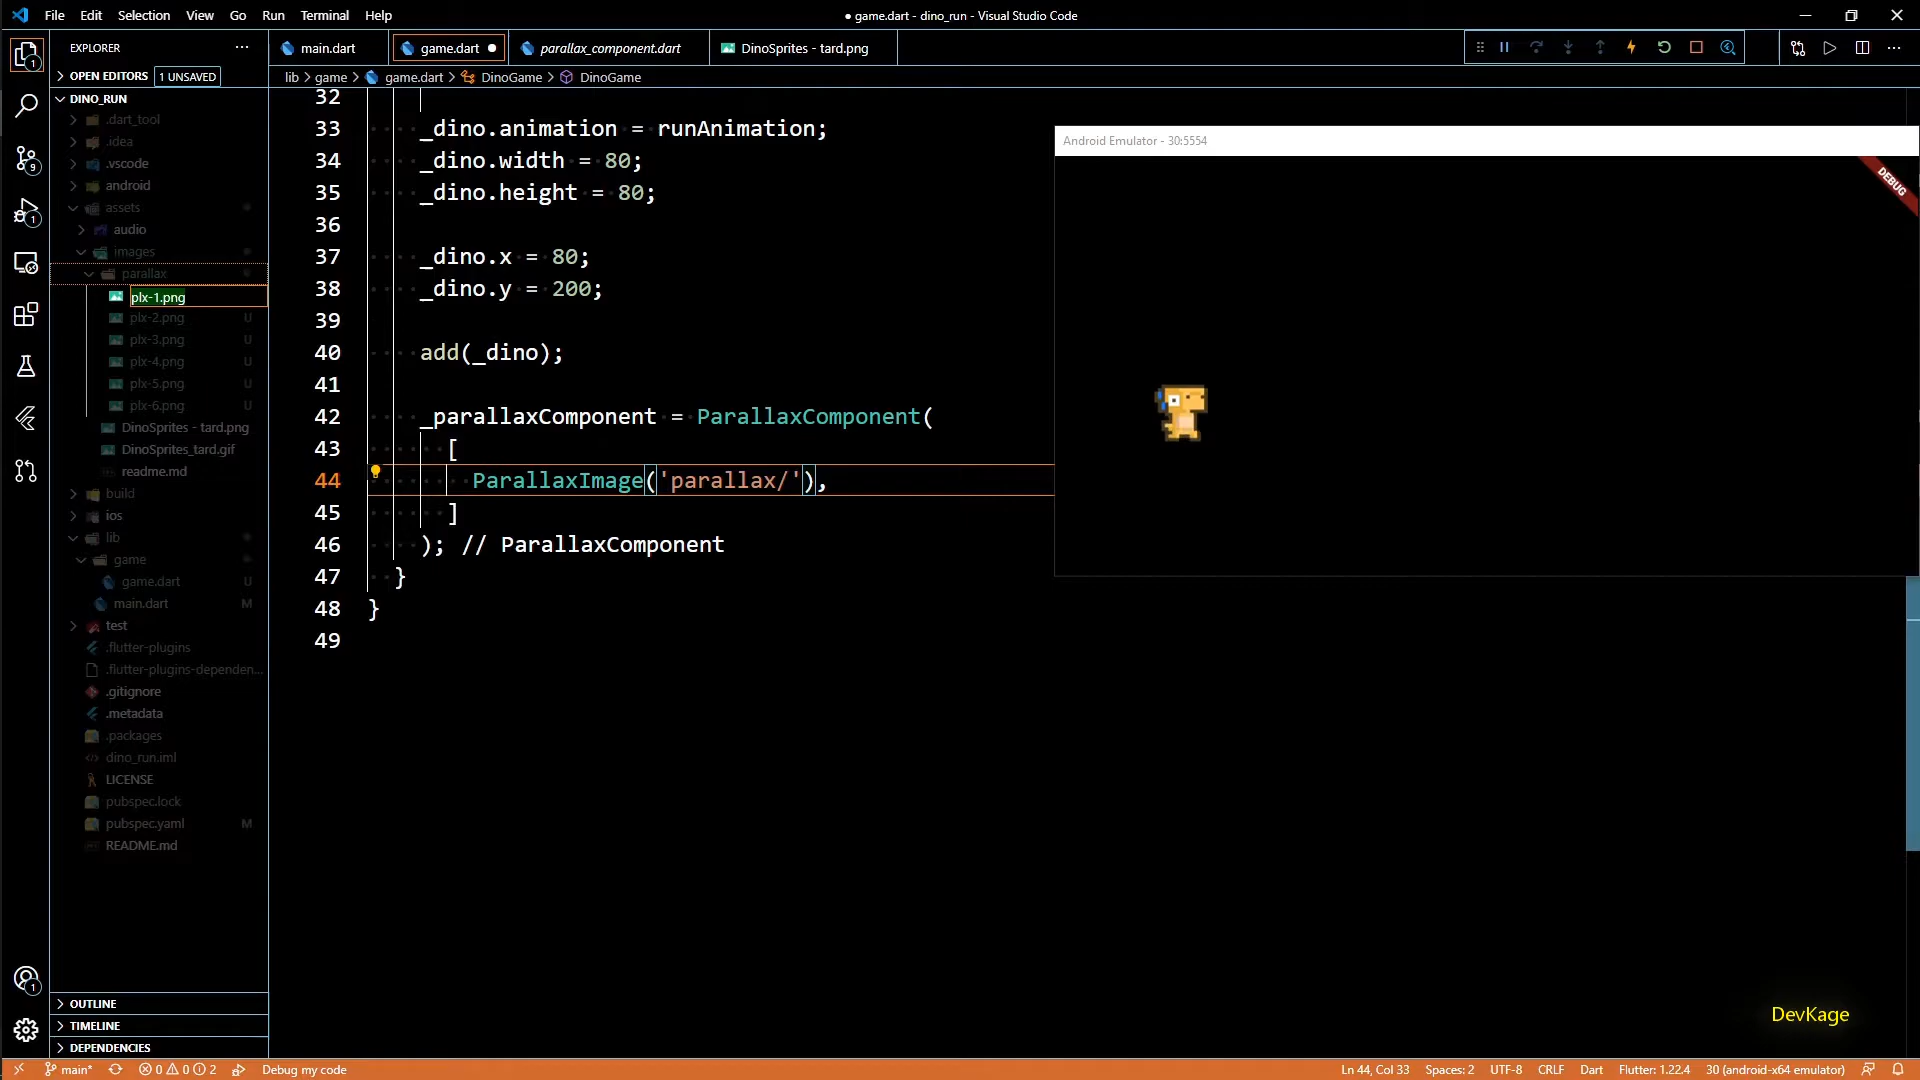 File Edit Selection View Go Run Terminal Help
● game.dart - dino_run - Visual Studio Code
EXPLORER
OPEN EDITORS 1 UNSAVED
DINO_RUN
.dart_tool
.idea
.vscode
android
assets
audio
images
parallax
plx-1.png
plx-2.png U
plx-3.png U
plx-4.png U
plx-5.png U
plx-6.png U
DinoSprites - tard.png
DinoSprites_tard.gif
readme.md
build
ios
lib
game
game.dart U
main.dart M
test
.flutter-plugins
.flutter-plugins-dependen...
.gitignore
.metadata
.packages
dino_run.iml
LICENSE
pubspec.lock
pubspec.yaml M
README.md
OUTLINE
TIMELINE
DEPENDENCIES
1
9
1
1
main.dart game.dart ● parallax_component.dart DinoSprites - tard.png
lib > game > game.dart > DinoGame > DinoGame
32
33 _dino.animation = runAnimation;
34 _dino.width = 80;
35 _dino.height = 80;
36
37 _dino.x = 80;
38 _dino.y = 200;
39
40 add(_dino);
41
42 _parallaxComponent = ParallaxComponent(
43 [
44 ParallaxImage('parallax/'),
45 ]
46 ); // ParallaxComponent
47 }
48 }
49
Android Emulator - 30:5554
DEBUG
DevKage
main* 0 0 2 Debug my code
Ln 44, Col 33 Spaces: 2 UTF-8 CRLF Dart Flutter: 1.22.4 30 (android-x64 emulator)